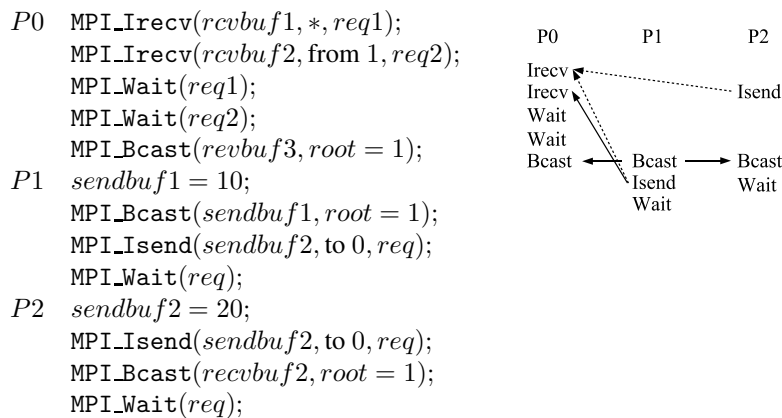 P0 MPI_Irecv(rcvbuf1, *, req1);
MPI_Irecv(rcvbuf2, from 1, req2);
MPI_Wait(req1);
MPI_Wait(req2);
MPI_Bcast(revbuf3, root = 1);
P1 sendbuf1 = 10;
MPI_Bcast(sendbuf1, root = 1);
MPI_Isend(sendbuf2, to 0, req);
MPI_Wait(req);
P2 sendbuf2 = 20;
MPI_Isend(sendbuf2, to 0, req);
MPI_Bcast(recvbuf2, root = 1);
MPI_Wait(req);
P0 P1 P2
Irecv
Irecv Isend
Wait
Wait
Bcast Bcast Bcast
Isend Wait
Wait